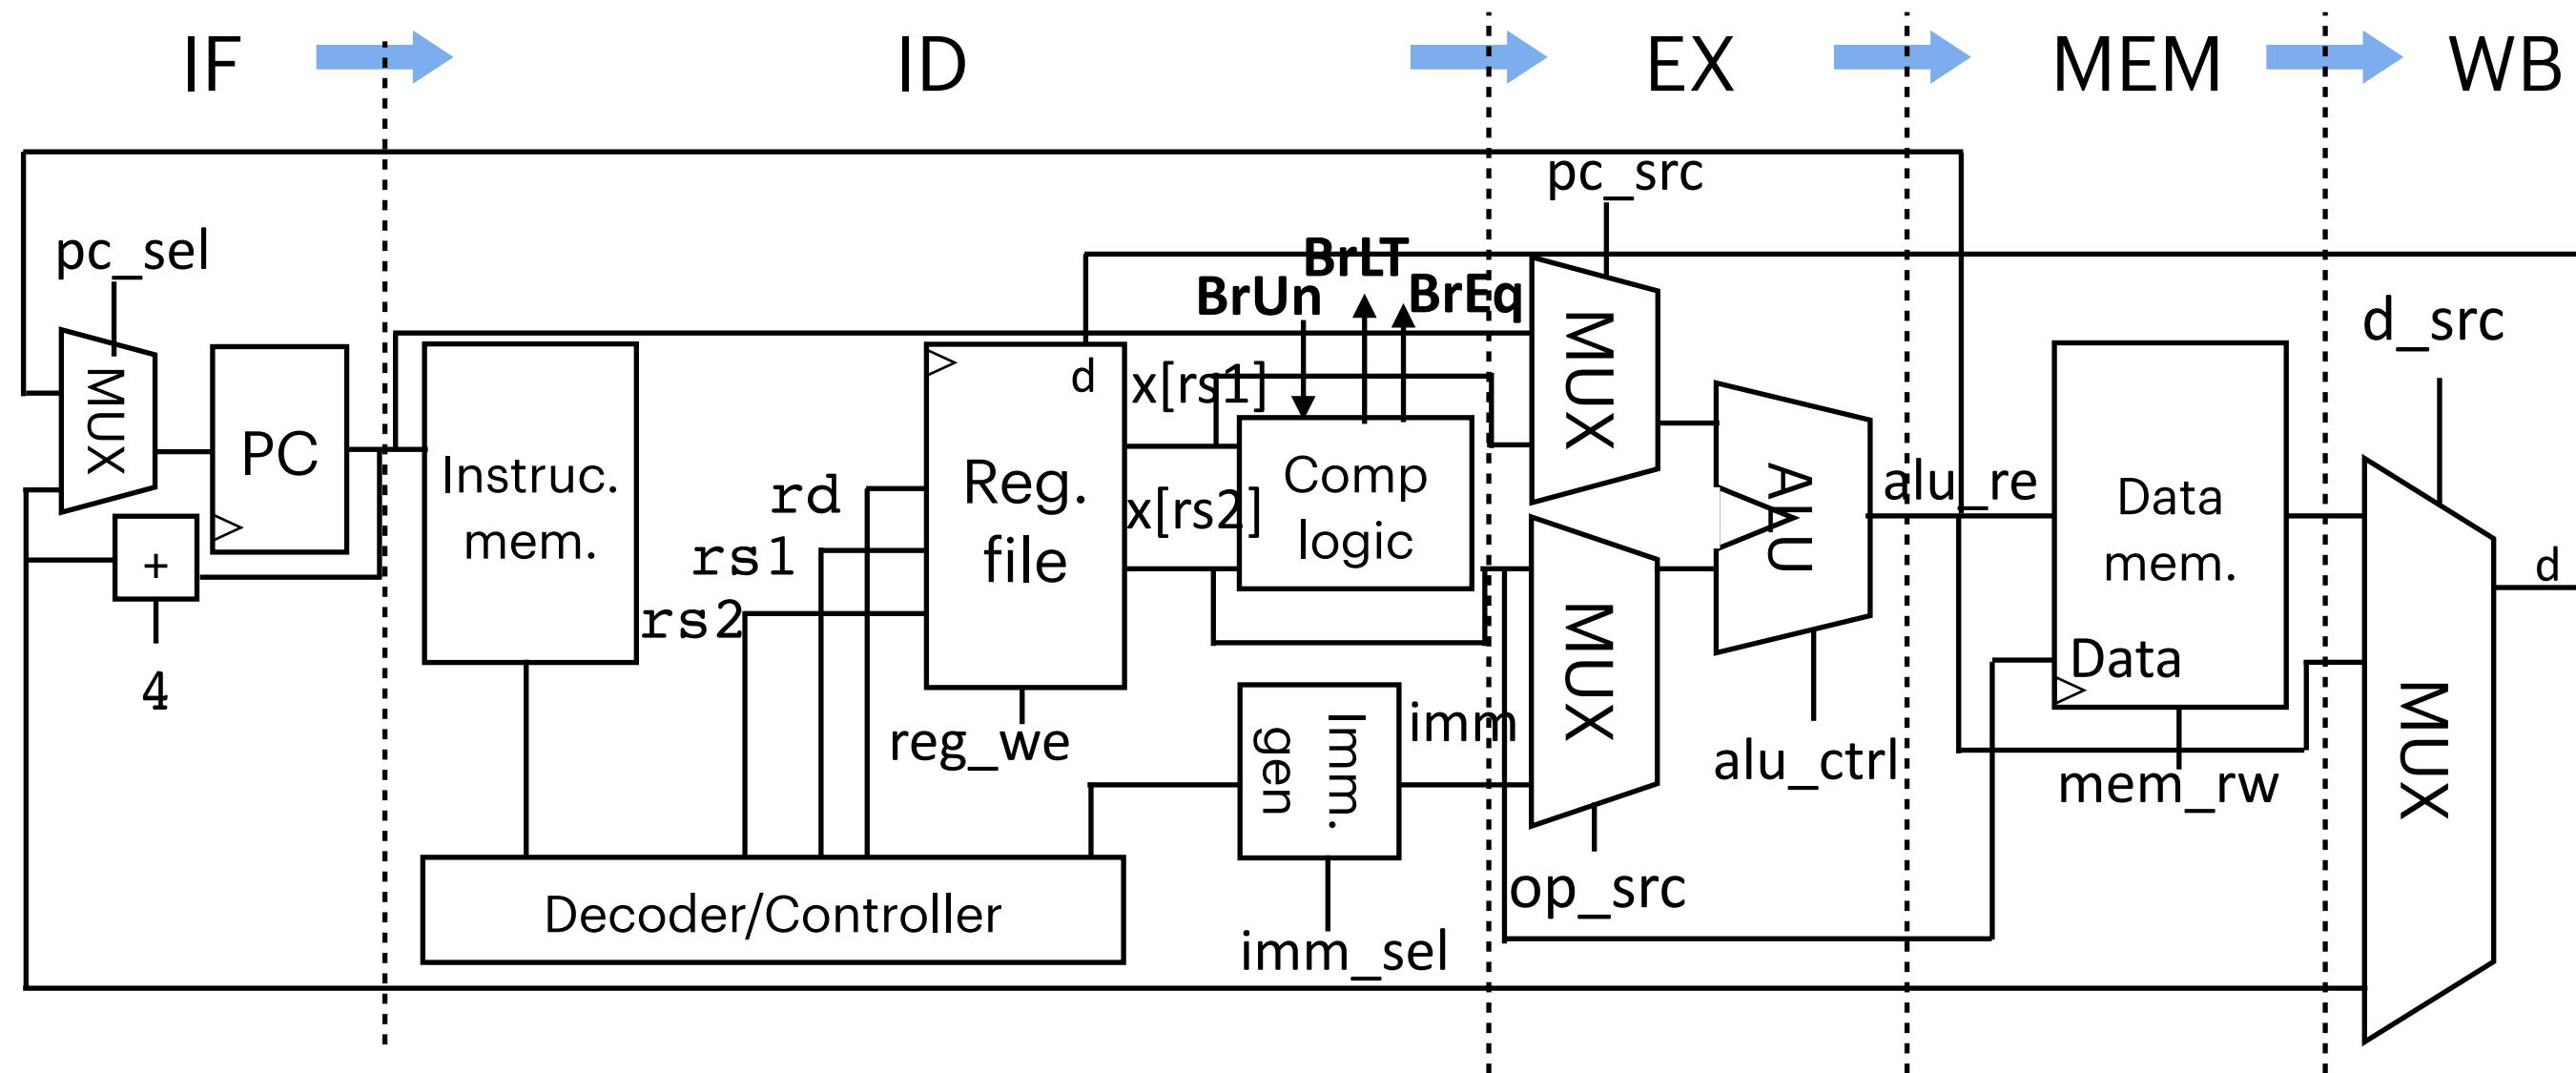 IF
ID
EX
MEM
WB
pc_src
pc_sel
BrLT
BrUn
BrEq
d_src
MUX
PC
+
4
Instruc.
mem.
rd
rs1
rs2
d
Reg.
file
reg_we
x[rs1]
x[rs2]
Comp
logic
Imm.
gen
imm
imm_sel
Decoder/Controller
MUX
MUX
op_src
ALU
alu_ctrl
alu_re
Data
mem.
Data
mem_rw
MUX
d